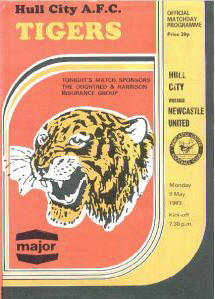 Hull City A.F.C.
TIGERS
OFFICIAL
MATCHDAY
PROGRAMME
Price 30p
TONIGHT'S MATCH SPONSORS
THE OUGHTRED & HARRISON
INSURANCE GROUP
HULL
CITY
versus
NEWCASTLE
UNITED
Monday
9 May
1983
Kick-off
7.30 p.m.
major